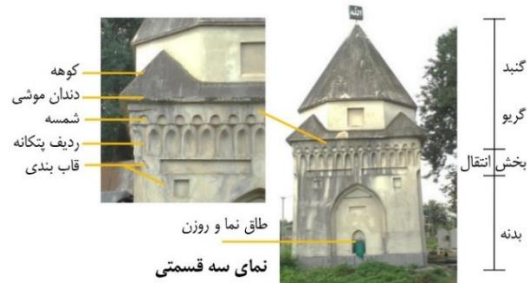 الله
کوهه
دندان موشی
شمسه
ردیف پتکانه
قاب بندی
طاق نما و روزن
نمای سه قسمتی
گنبد
گریو
بخش انتقال
بدنه